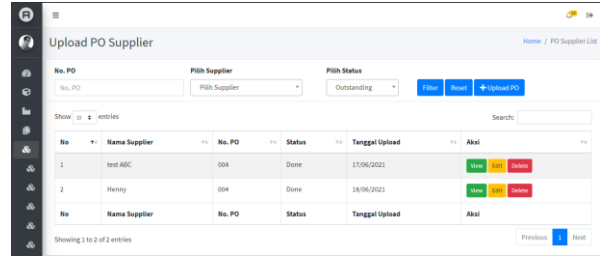 Upload PO Supplier
Home / PO Supplier List
No. PO Pilih Supplier Pilih Status
No. PO Pilih Supplier Outstanding Filter Reset Upload PO
Show 10 entries Search:
No Nama Supplier No. PO Status Tanggal Upload Aksi
1 test ABC 004 Done 17/06/2021 View Edit Delete
2 Henny 004 Done 18/06/2021 View Edit Delete
No Nama Supplier No. PO Status Tanggal Upload Aksi
Showing 1 to 2 of 2 entries Previous 1 Next